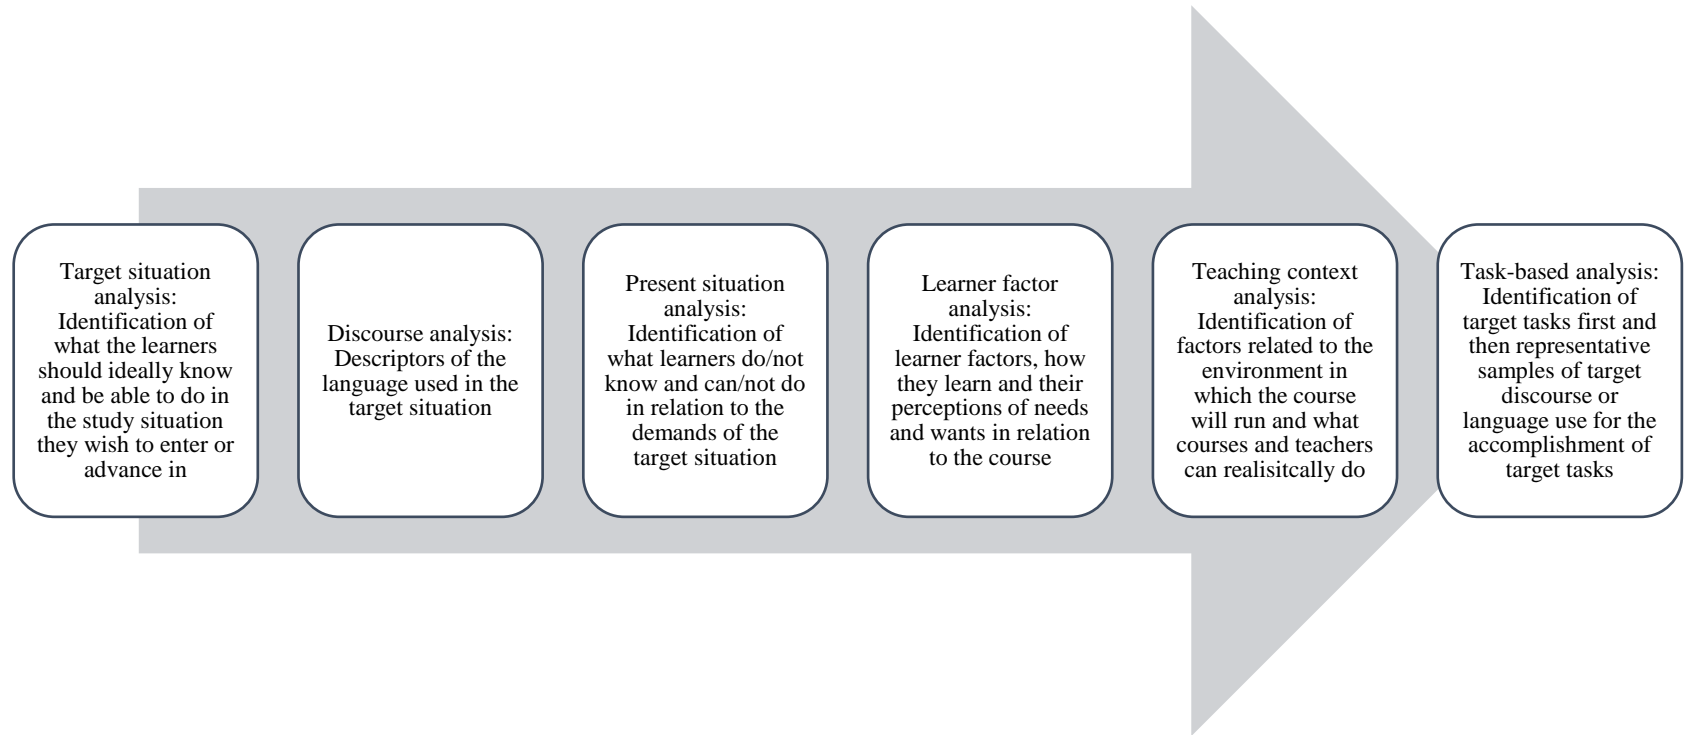 Target situation
analysis:
Identification of
what the learners
should ideally know
and be able to do in
the study situation
they wish to enter or
advance in
Discourse analysis:
Descriptors of the
language used in the
target situation
Present situation
analysis:
Identification of
what learners do/not
know and can/not do
in relation to the
demands of the
target situation
Learner factor
analysis:
Identification of
learner factors, how
they learn and their
perceptions of needs
and wants in relation
to the course
Teaching context
analysis:
Identification of
factors related to the
environment in
which the course
will run and what
courses and teachers
can realisitcally do
Task-based analysis:
Identification of
target tasks first and
then representative
samples of target
discourse or
language use for the
accomplishment of
target tasks